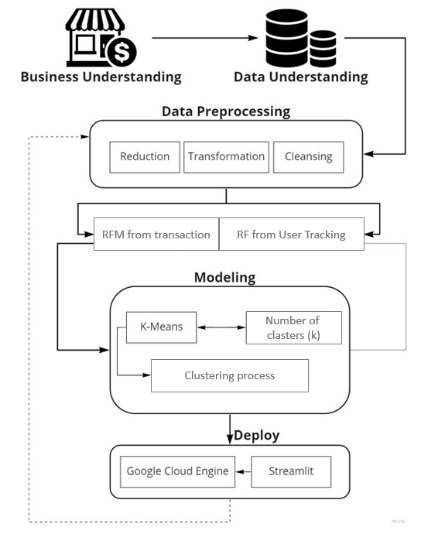 $
Business Understanding
Data Understanding
Data Preprocessing
Reduction
Transformation
Cleansing
RFM from transaction
RF from User Tracking
Modeling
K-Means
Number of
clasters (k)
Clustering process
Deploy
Google Cloud Engine
Streamlit
miro